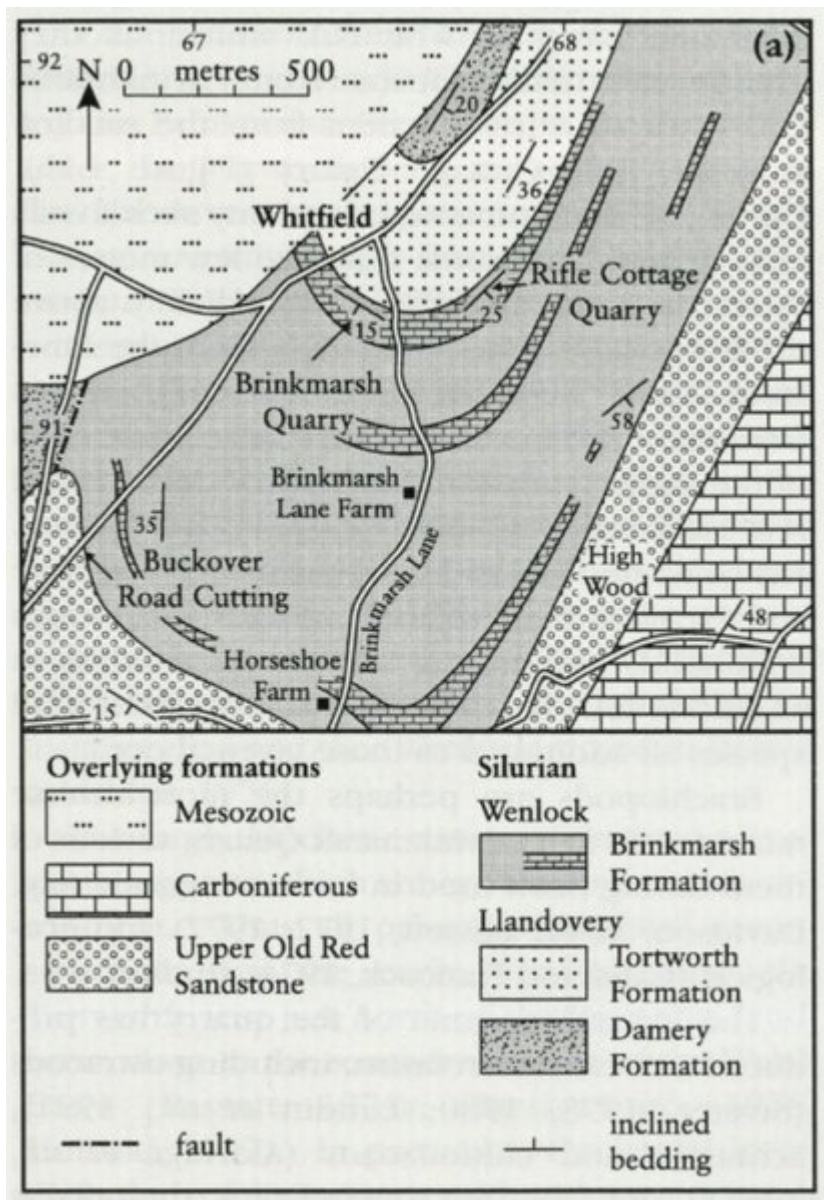 (a)
67
68
92
N 0 metres 500
20
36
Whitfield
Rifle Cottage
Quarry
15
25
Brinkmarsh
Quarry
58
91
Brinkmarsh
Lane Farm
35
Buckover
Road Cutting
Brinkmarsh Lane
High
Wood
48
Horseshoe
Farm
15
Overlying formations
Mesozoic
Carboniferous
Upper Old Red
Sandstone
fault
Silurian
Wenlock
Brinkmarsh
Formation
Llandovery
Tortworth
Formation
Damery
Formation
inclined
bedding